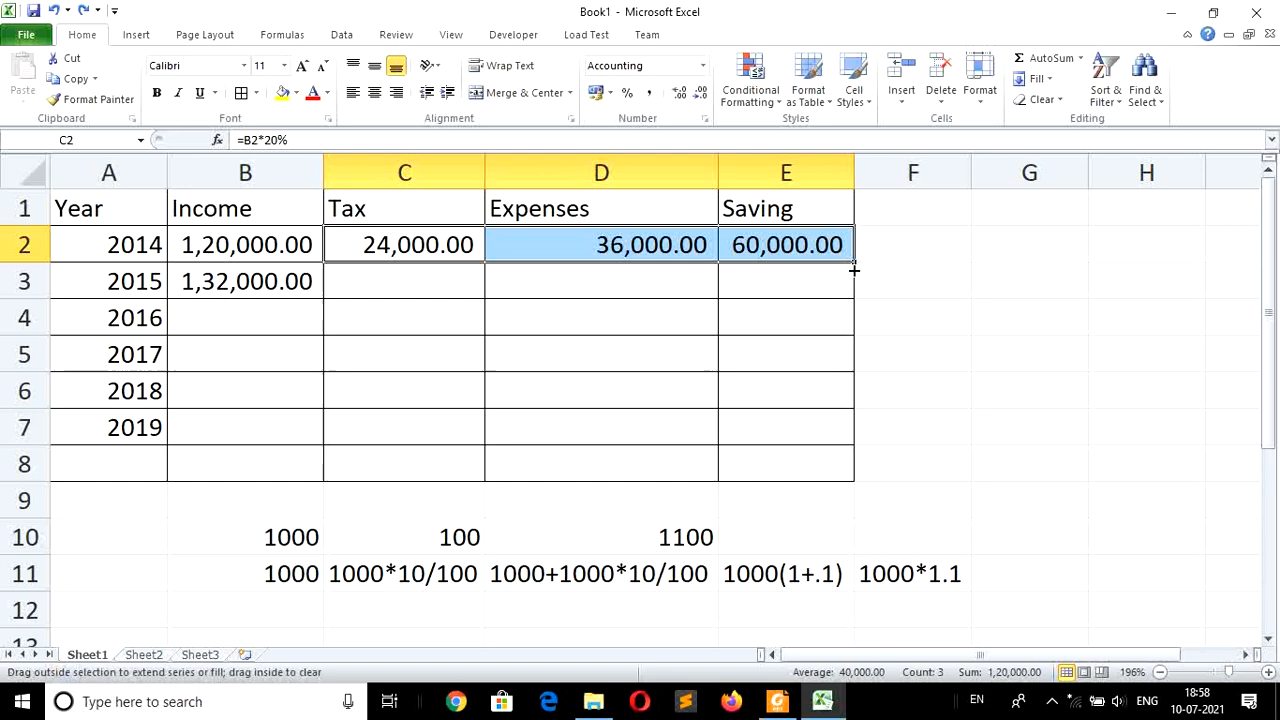 Book1 - Microsoft Excel
File Home Insert Page Layout Formulas Data Review View Developer Load Test Team
Paste
Cut
Copy
Format Painter
Clipboard
Calibri 11
B I U
Font
Wrap Text
Merge & Center
Alignment
Accounting
%
Number
Conditional Formatting
Format as Table
Cell Styles
Styles
Insert
Delete
Format
Cells
AutoSum
Fill
Clear
Sort & Filter
Find & Select
Editing
C2 fx =B2*20%
A B C D E F G H
1 Year Income Tax Expenses Saving
2 2014 1,20,000.00 24,000.00 36,000.00 60,000.00
3 2015 1,32,000.00
4 2016
5 2017
6 2018
7 2019
8
9
10 1000 100 1100
11 1000 1000*10/100 1000+1000*10/100 1000(1+.1) 1000*1.1
12
13
Sheet1 Sheet2 Sheet3
Drag outside selection to extend series or fill; drag inside to clear Average: 40,000.00 Count: 3 Sum: 1,20,000.00 196%
Type here to search
EN
ENG
18:58
10-07-2021